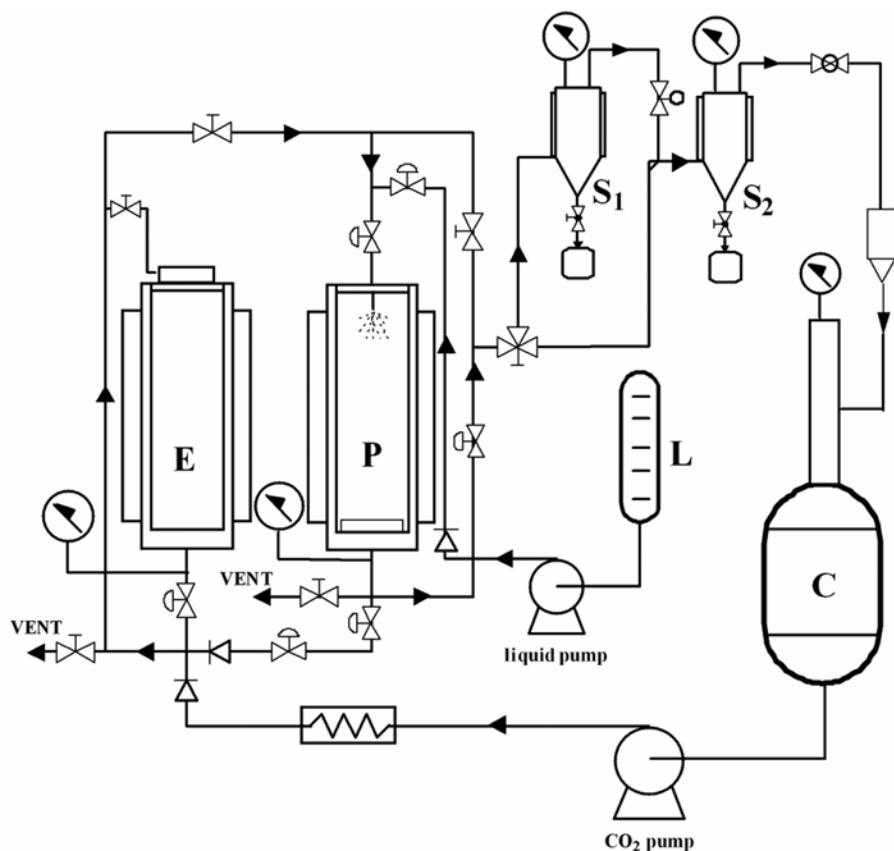 S₁
S₂
E
P
L
C
VENT
VENT
liquid pump
CO₂ pump